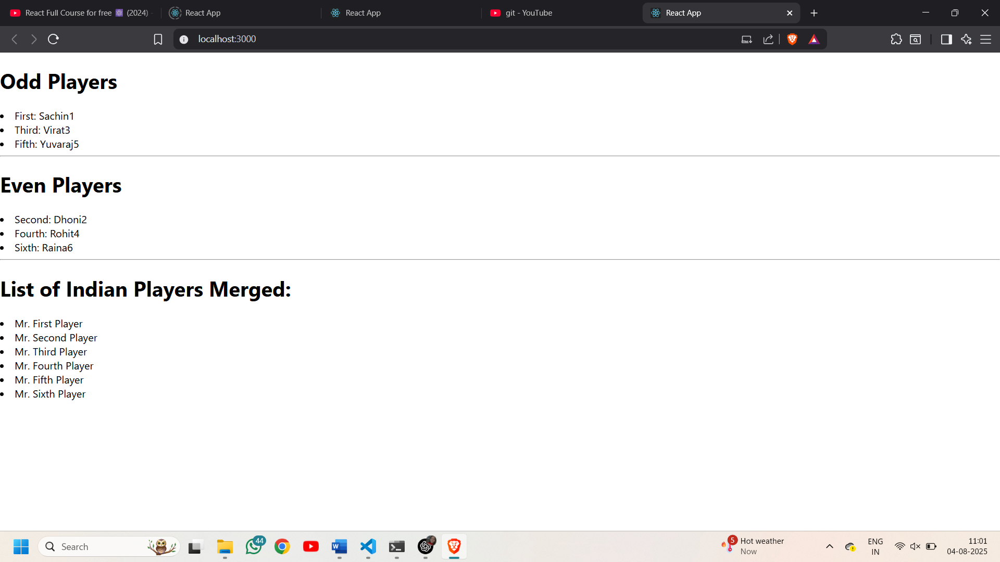 React Full Course for free ⚛️ (2024)
React App
React App
git - YouTube
React App
localhost:3000
Odd Players
First: Sachin1
Third: Virat3
Fifth: Yuvaraj5
Even Players
Second: Dhoni2
Fourth: Rohit4
Sixth: Raina6
List of Indian Players Merged:
Mr. First Player
Mr. Second Player
Mr. Third Player
Mr. Fourth Player
Mr. Fifth Player
Mr. Sixth Player
Search
44
W
5
Hot weather
Now
ENG
IN
11:01
04-08-2025